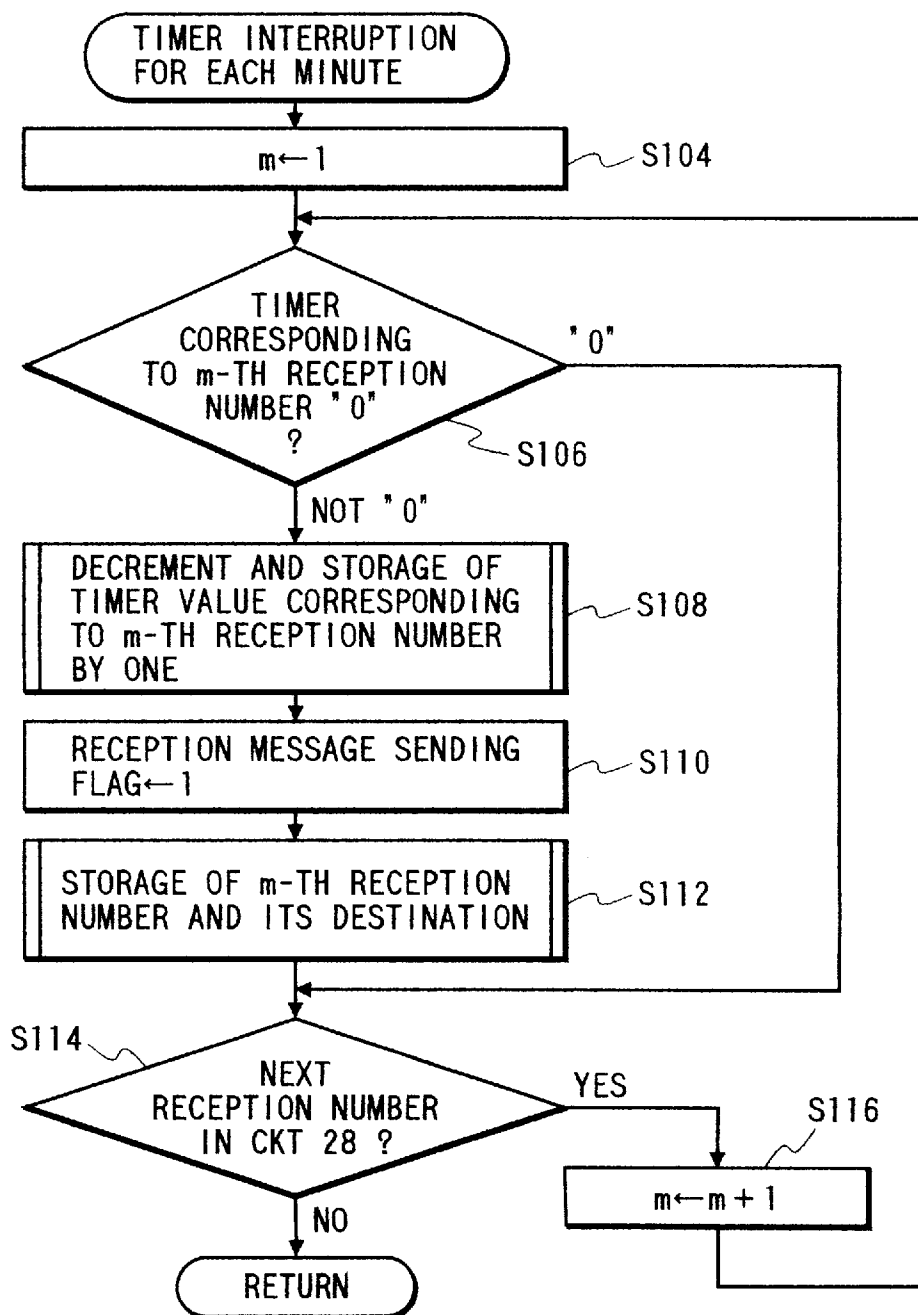 TIMER INTERRUPTION
FOR EACH MINUTE
m←1
S104
TIMER
CORRESPONDING
TO m-TH RECEPTION
NUMBER "0"
?
"0"
S106
NOT "0"
DECREMENT AND STORAGE OF
TIMER VALUE CORRESPONDING
TO m-TH RECEPTION NUMBER
BY ONE
S108
RECEPTION MESSAGE SENDING
FLAG←1
S110
STORAGE OF m-TH RECEPTION
NUMBER AND ITS DESTINATION
S112
S114
NEXT
RECEPTION NUMBER
IN CKT 28 ?
YES
S116
m←m+1
NO
RETURN